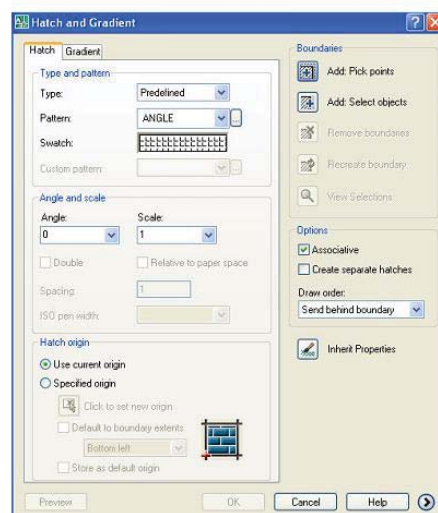 Hatch and Gradient
Hatch
Gradient
Type and pattern
Type:
Predefined
Pattern:
ANGLE
...
Swatch:
Custom pattern:
...
Angle and scale
Angle:
Scale:
0
1
Double
Relative to paper space
Spacing:
1
ISO pen width:
Hatch origin
Use current origin
Specified origin
Click to set new origin
Default to boundary extents
Bottom left
Store as default origin
Boundaries
Add: Pick points
Add: Select objects
Remove boundaries
Recreate boundary
View Selections
Options
Associative
Create separate hatches
Draw order:
Send behind boundary
Inherit Properties
Preview
OK
Cancel
Help